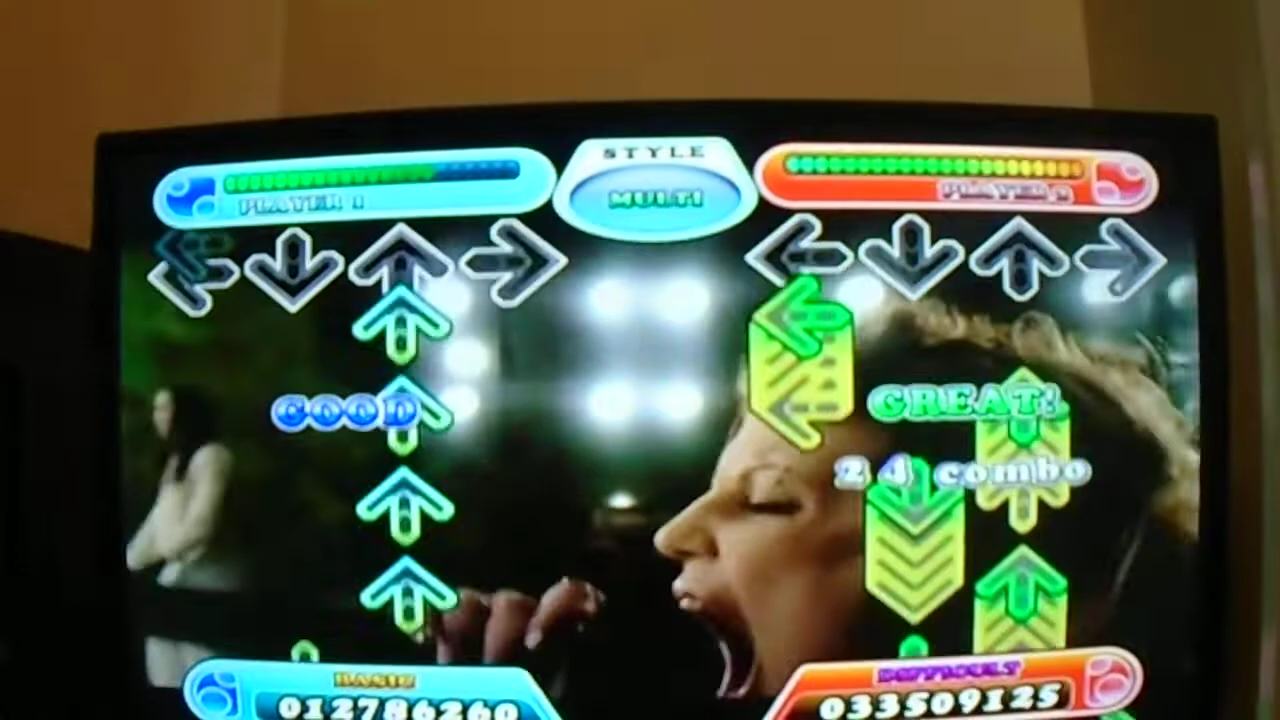 STYLE
MULTI
PLAYER 1
PLAYER 2
GOOD
GREAT!
24 combo
BASIC
DIFFICULT
012786260
033509125